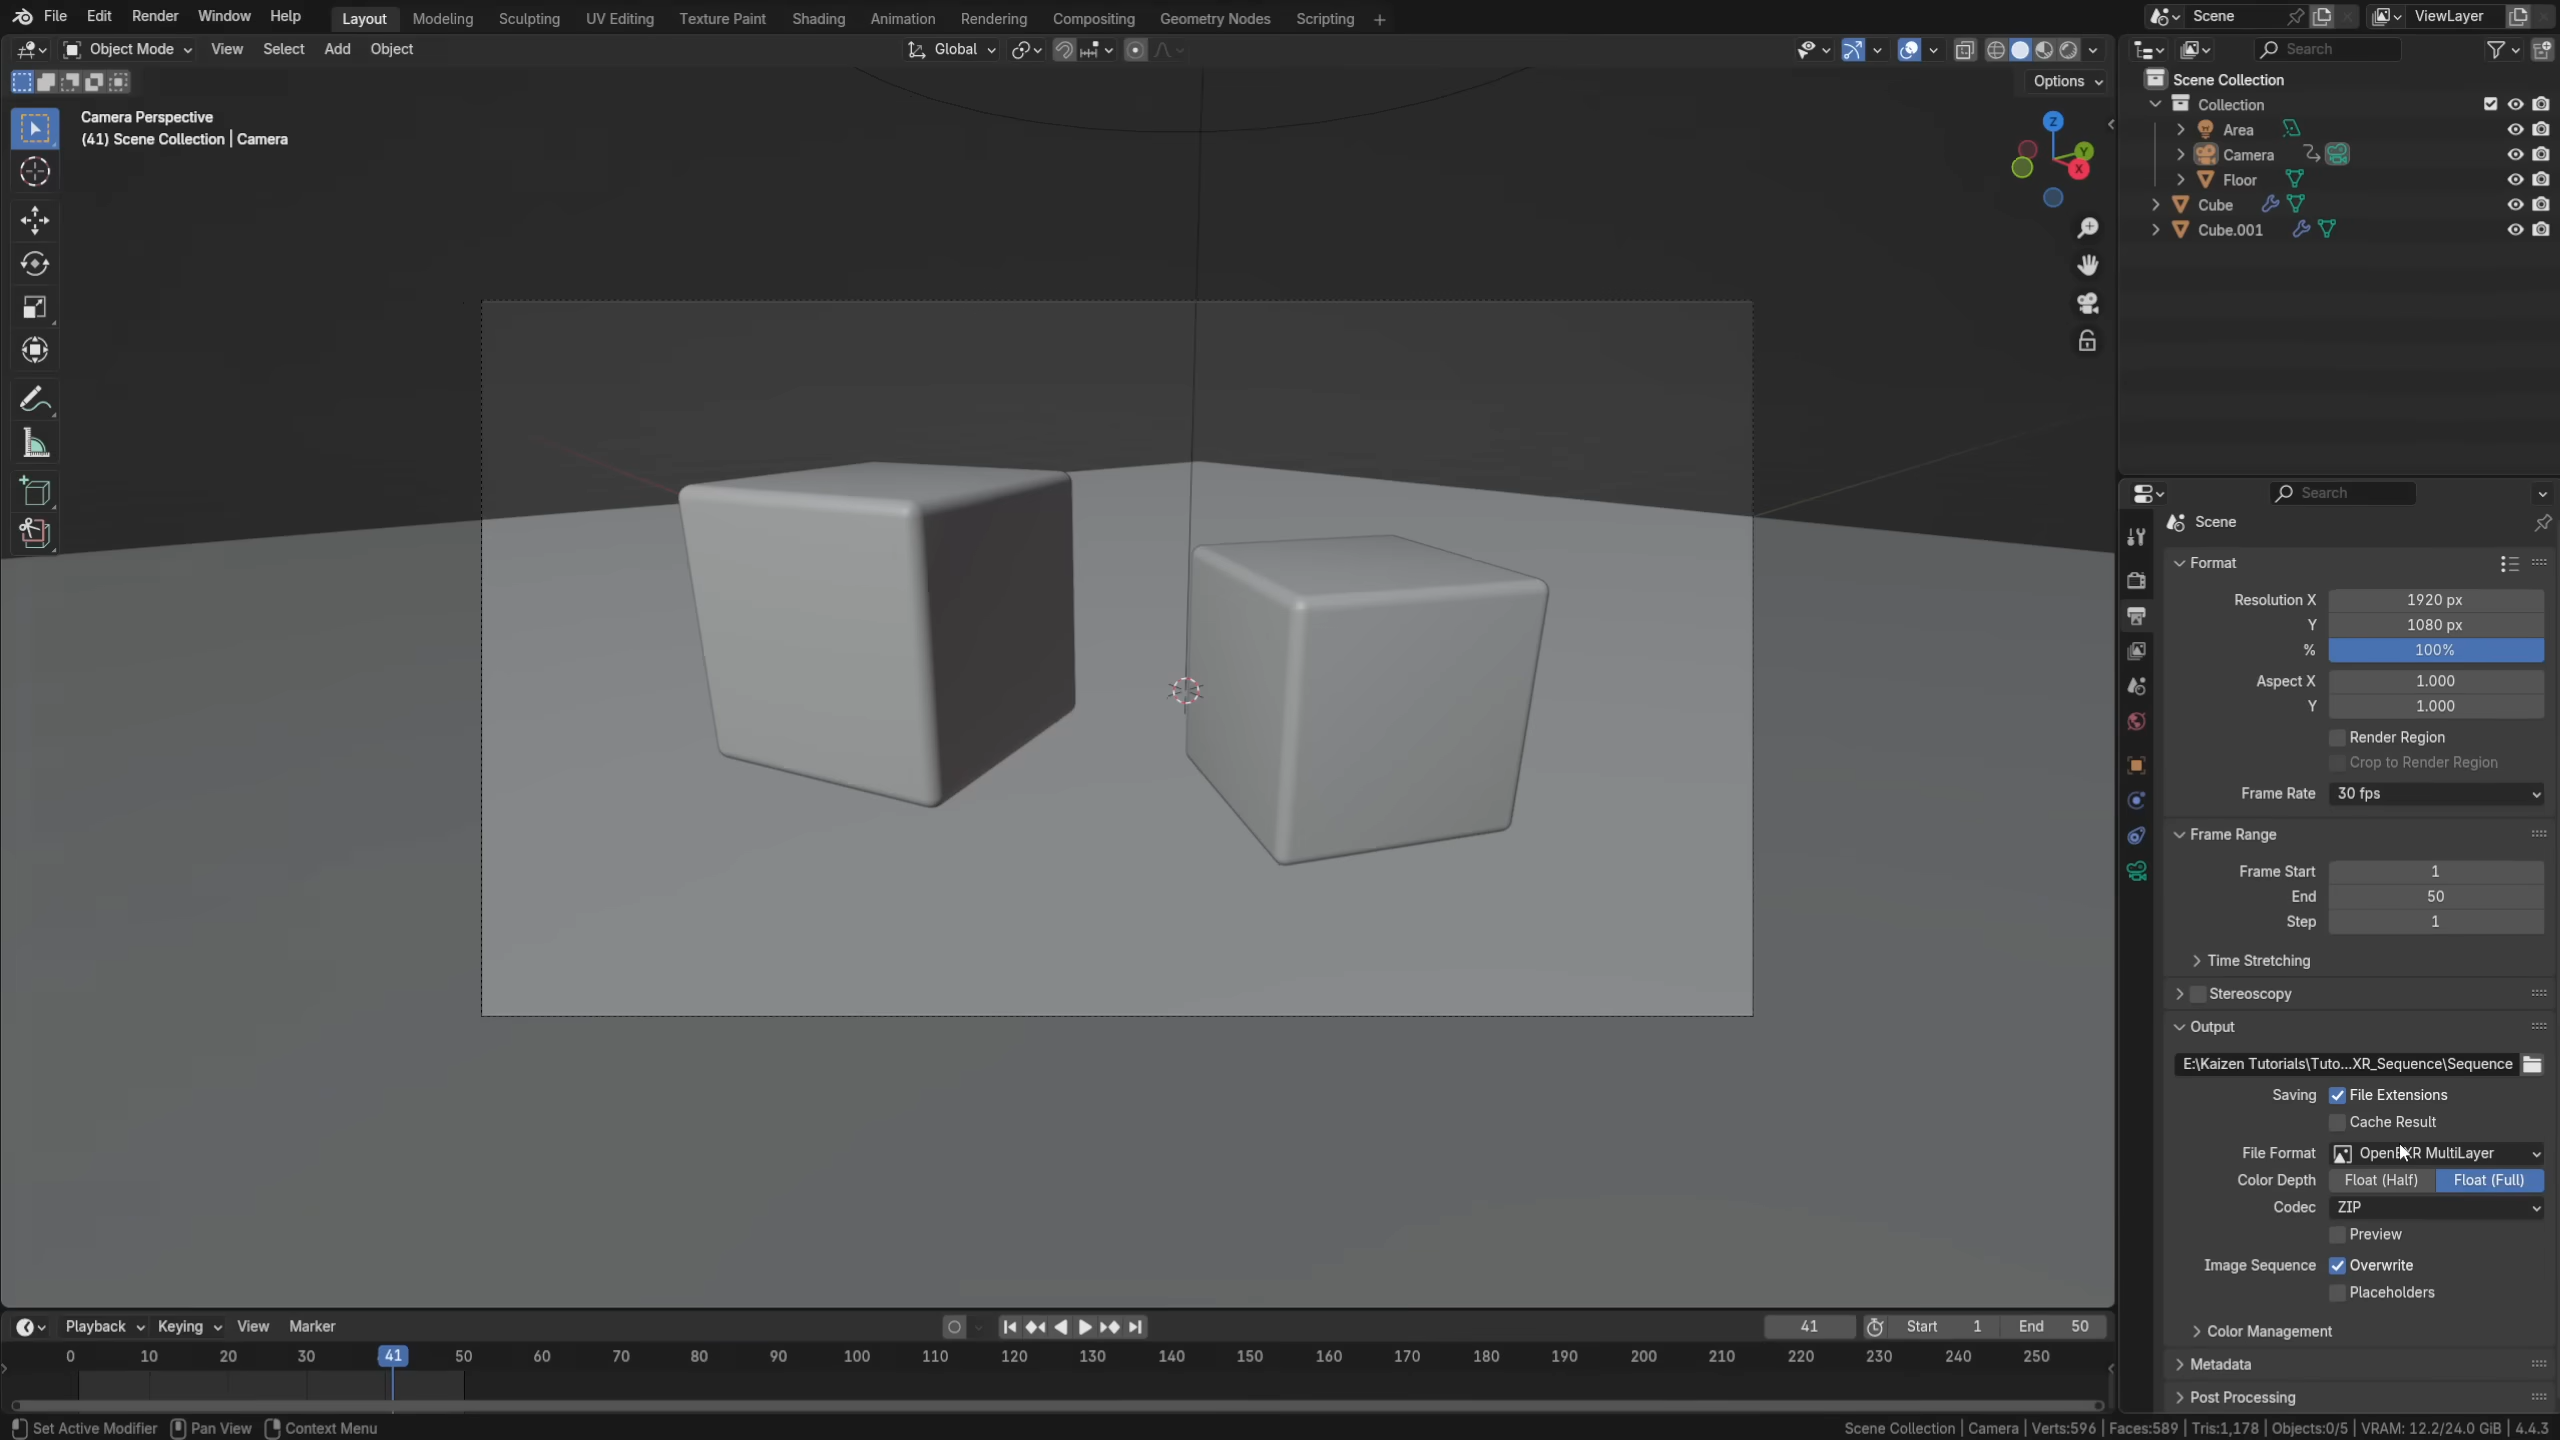 File Edit Render Window Help Layout Modeling Sculpting UV Editing Texture Paint Shading Animation Rendering Compositing Geometry Nodes Scripting + Scene ViewLayer
Object Mode View Select Add Object Global Search
Options
Camera Perspective
(41) Scene Collection | Camera
Z
Y
X
Scene Collection
Collection
Area
Camera
Floor
Cube
Cube.001
Search
Scene
Format
Resolution X 1920 px
Y 1080 px
% 100%
Aspect X 1.000
Y 1.000
Render Region
Crop to Render Region
Frame Rate 30 fps
Frame Range
Frame Start 1
End 50
Step 1
Time Stretching
Stereoscopy
Output
E:\Kaizen Tutorials\Tuto...XR_Sequence\Sequence
Saving File Extensions
Cache Result
File Format OpenEXR MultiLayer
Color Depth Float (Half) Float (Full)
Codec ZIP
Preview
Image Sequence Overwrite
Placeholders
Color Management
Metadata
Post Processing
Playback Keying View Marker 41 Start 1 End 50
0 10 20 30 41 50 60 70 80 90 100 110 120 130 140 150 160 170 180 190 200 210 220 230 240 250
Set Active Modifier Pan View Context Menu Scene Collection | Camera | Verts:596 | Faces:589 | Tris:1,178 | Objects:0/5 | VRAM: 12.2/24.0 GiB | 4.4.3